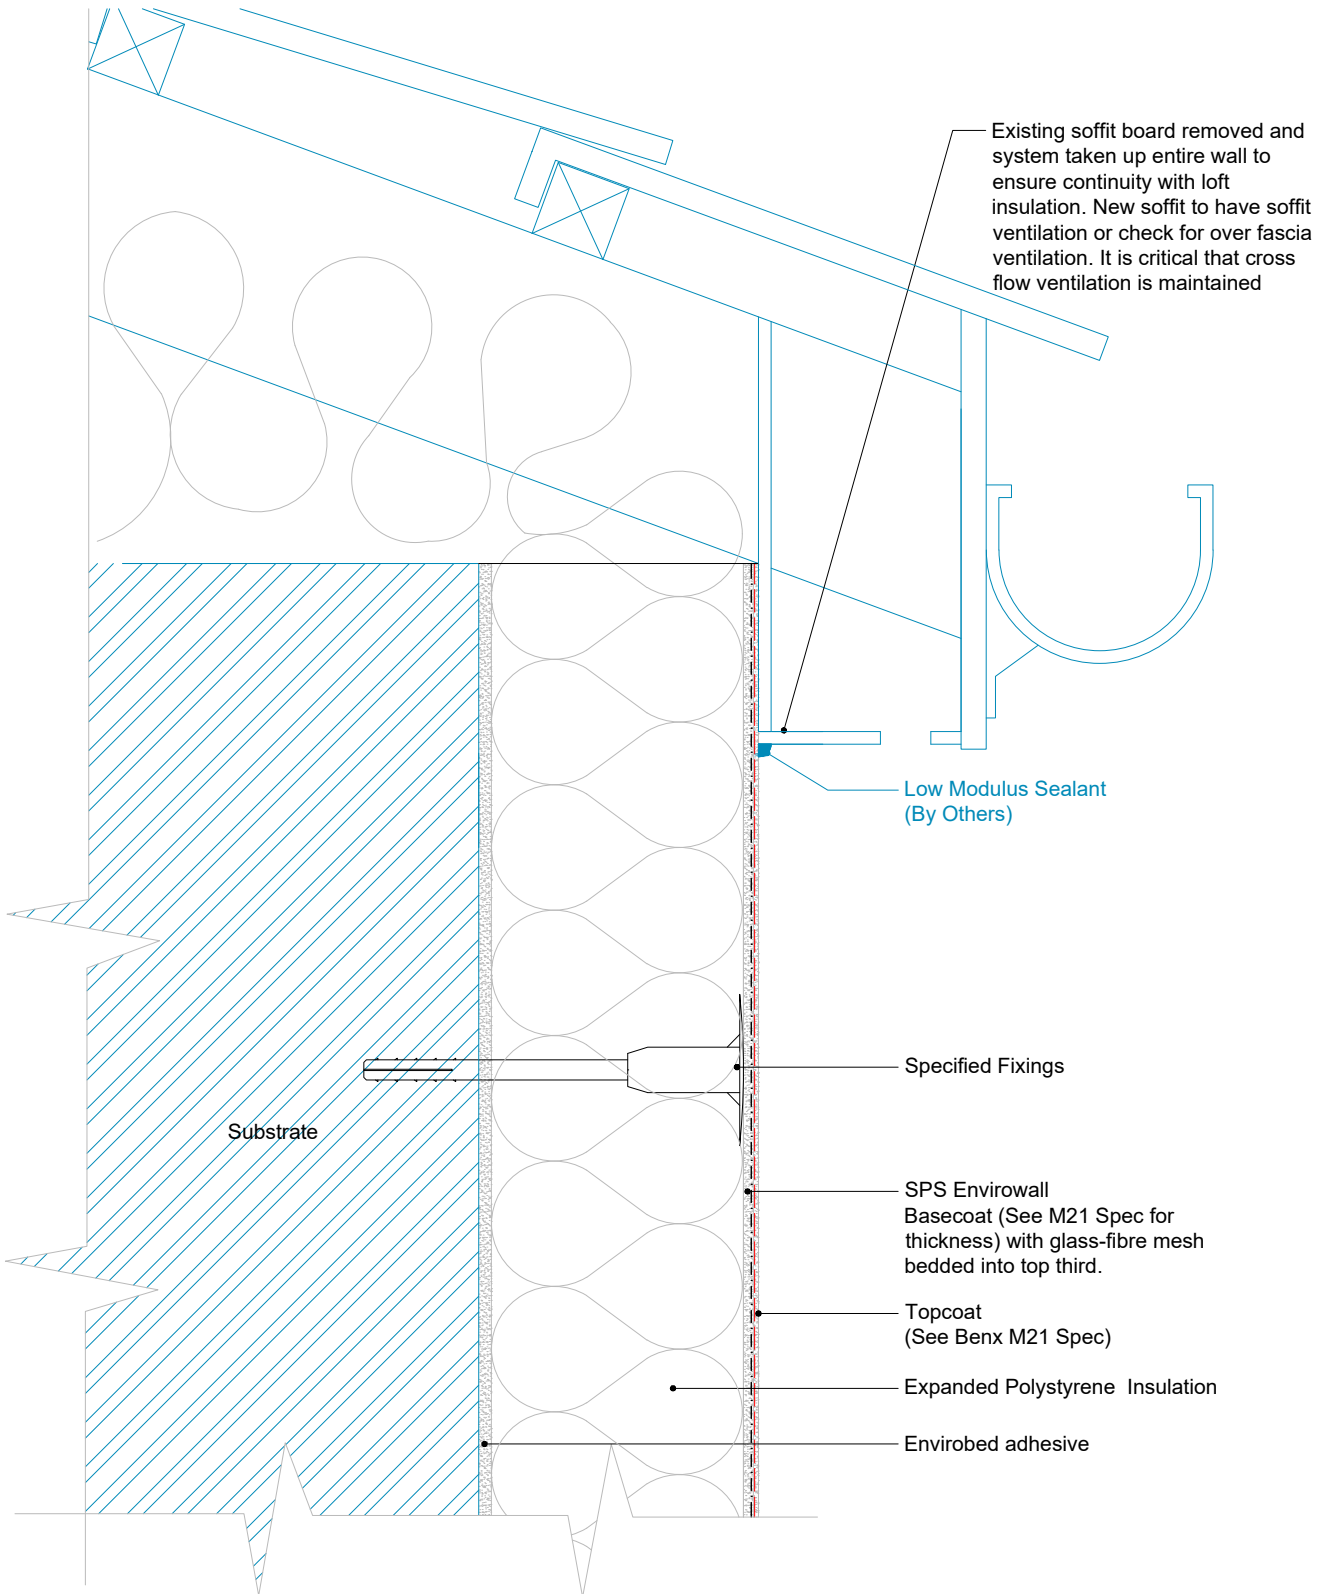 Existing soffit board removed and
system taken up entire wall to
ensure continuity with loft
insulation. New soffit to have soffit
ventilation or check for over fascia
ventilation. It is critical that cross
flow ventilation is maintained
Low Modulus Sealant
(By Others)
Specified Fixings
Substrate
SPS Envirowall
Basecoat (See M21 Spec for
thickness) with glass-fibre mesh
bedded into top third.
Topcoat
(See Benx M21 Spec)
Expanded Polystyrene Insulation
Envirobed adhesive